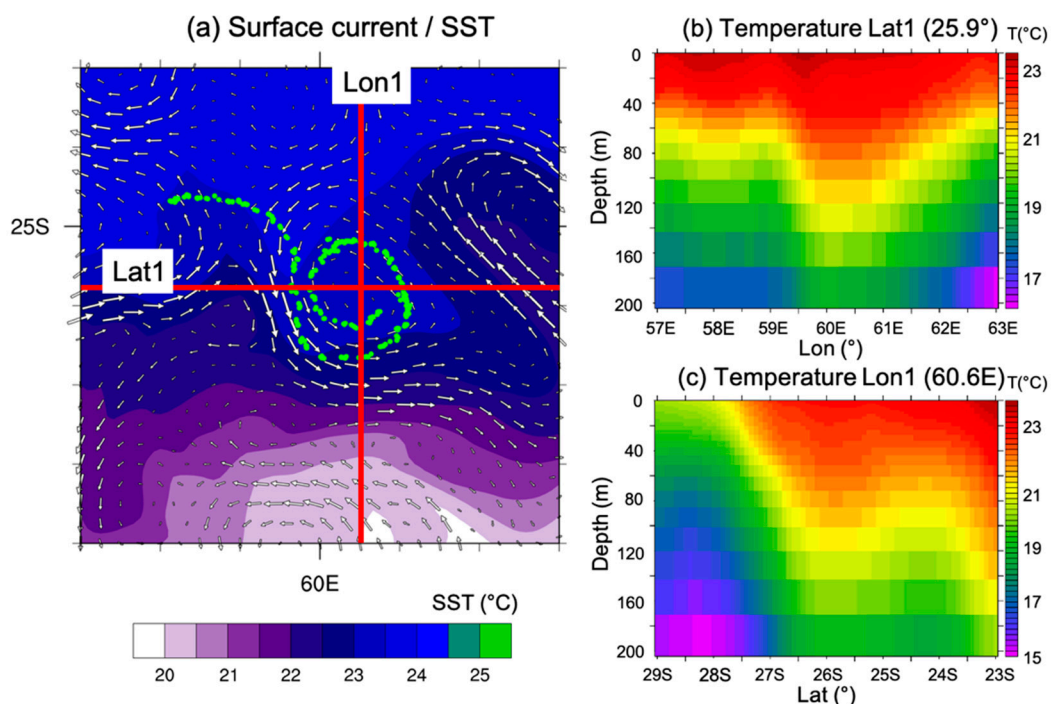 (a) Surface current / SST
Lon1
25S
Lat1
60E
SST (°C)
20 21 22 23 24 25
(b) Temperature Lat1 (25.9°) T(°C)
0
40
80
120
160
200
Depth (m)
57E 58E 59E 60E 61E 62E 63E
Lon (°)
23
21
19
17
(c) Temperature Lon1 (60.6E) T(°C)
0
40
80
120
160
200
Depth (m)
29S 28S 27S 26S 25S 24S 23S
Lat (°)
23
21
19
17
15